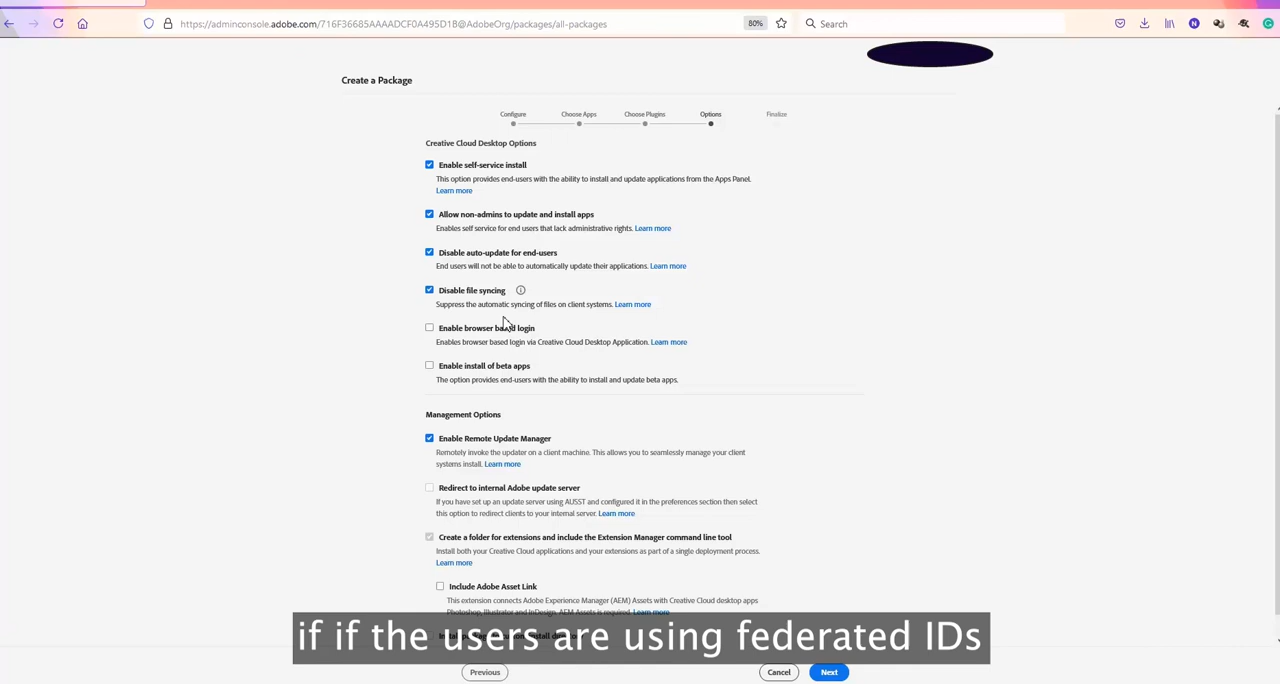 https://adminconsole.adobe.com/716F36685AAAADCF0A495D1B@AdobeOrg/packages/all-packages
80%
Search
Create a Package
Configure
Choose Apps
Choose Plugins
Options
Finalize
Creative Cloud Desktop Options
Enable self-service install
This option provides end-users with the ability to install and update applications from the Apps Panel.
Learn more
Allow non-admins to update and install apps
Enables self service for end users that lack administrative rights. Learn more
Disable auto-update for end-users
End users will not be able to automatically update their applications. Learn more
Disable file syncing
Suppress the automatic syncing of files on client systems. Learn more
Enable browser based login
Enables browser based login via Creative Cloud Desktop Application. Learn more
Enable install of beta apps
The option provides end-users with the ability to install and update beta apps.
Management Options
Enable Remote Update Manager
Remotely invoke the updater on a client machine. This allows you to seamlessly manage your client
systems install. Learn more
Redirect to internal Adobe update server
If you have set up an update server using AUSST and configured it in the preferences section then select
this option to redirect clients to your internal server. Learn more
Create a folder for extensions and include the Extension Manager command line tool
Install both your Creative Cloud applications and your extensions as part of a single deployment process.
Learn more
Include Adobe Asset Link
This extension connects Adobe Experience Manager (AEM) Assets with Creative Cloud desktop apps
Photoshop, Illustrator and InDesign. AEM Assets is required. Learn more
if if the users are using federated IDs
Previous
Cancel
Next